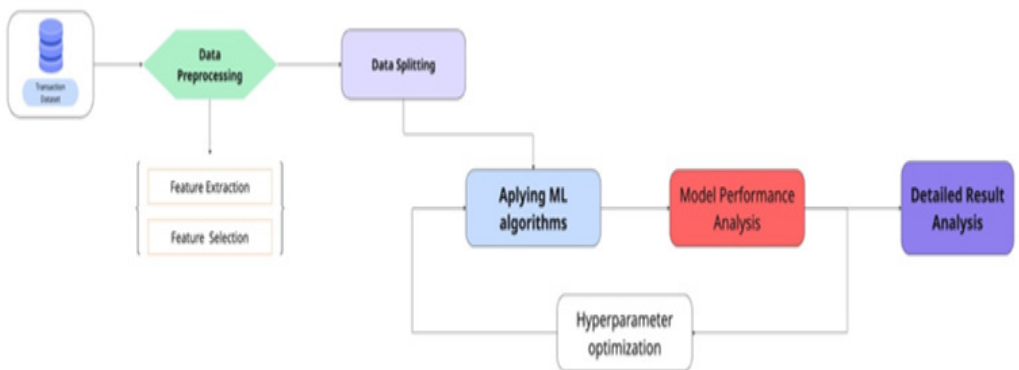 Transaction
Dataset
Data
Preprocessing
Data Splitting
Feature Extraction
Feature Selection
Aplying ML
algorithms
Model Performance
Analysis
Detailed Result
Analysis
Hyperparameter
optimization